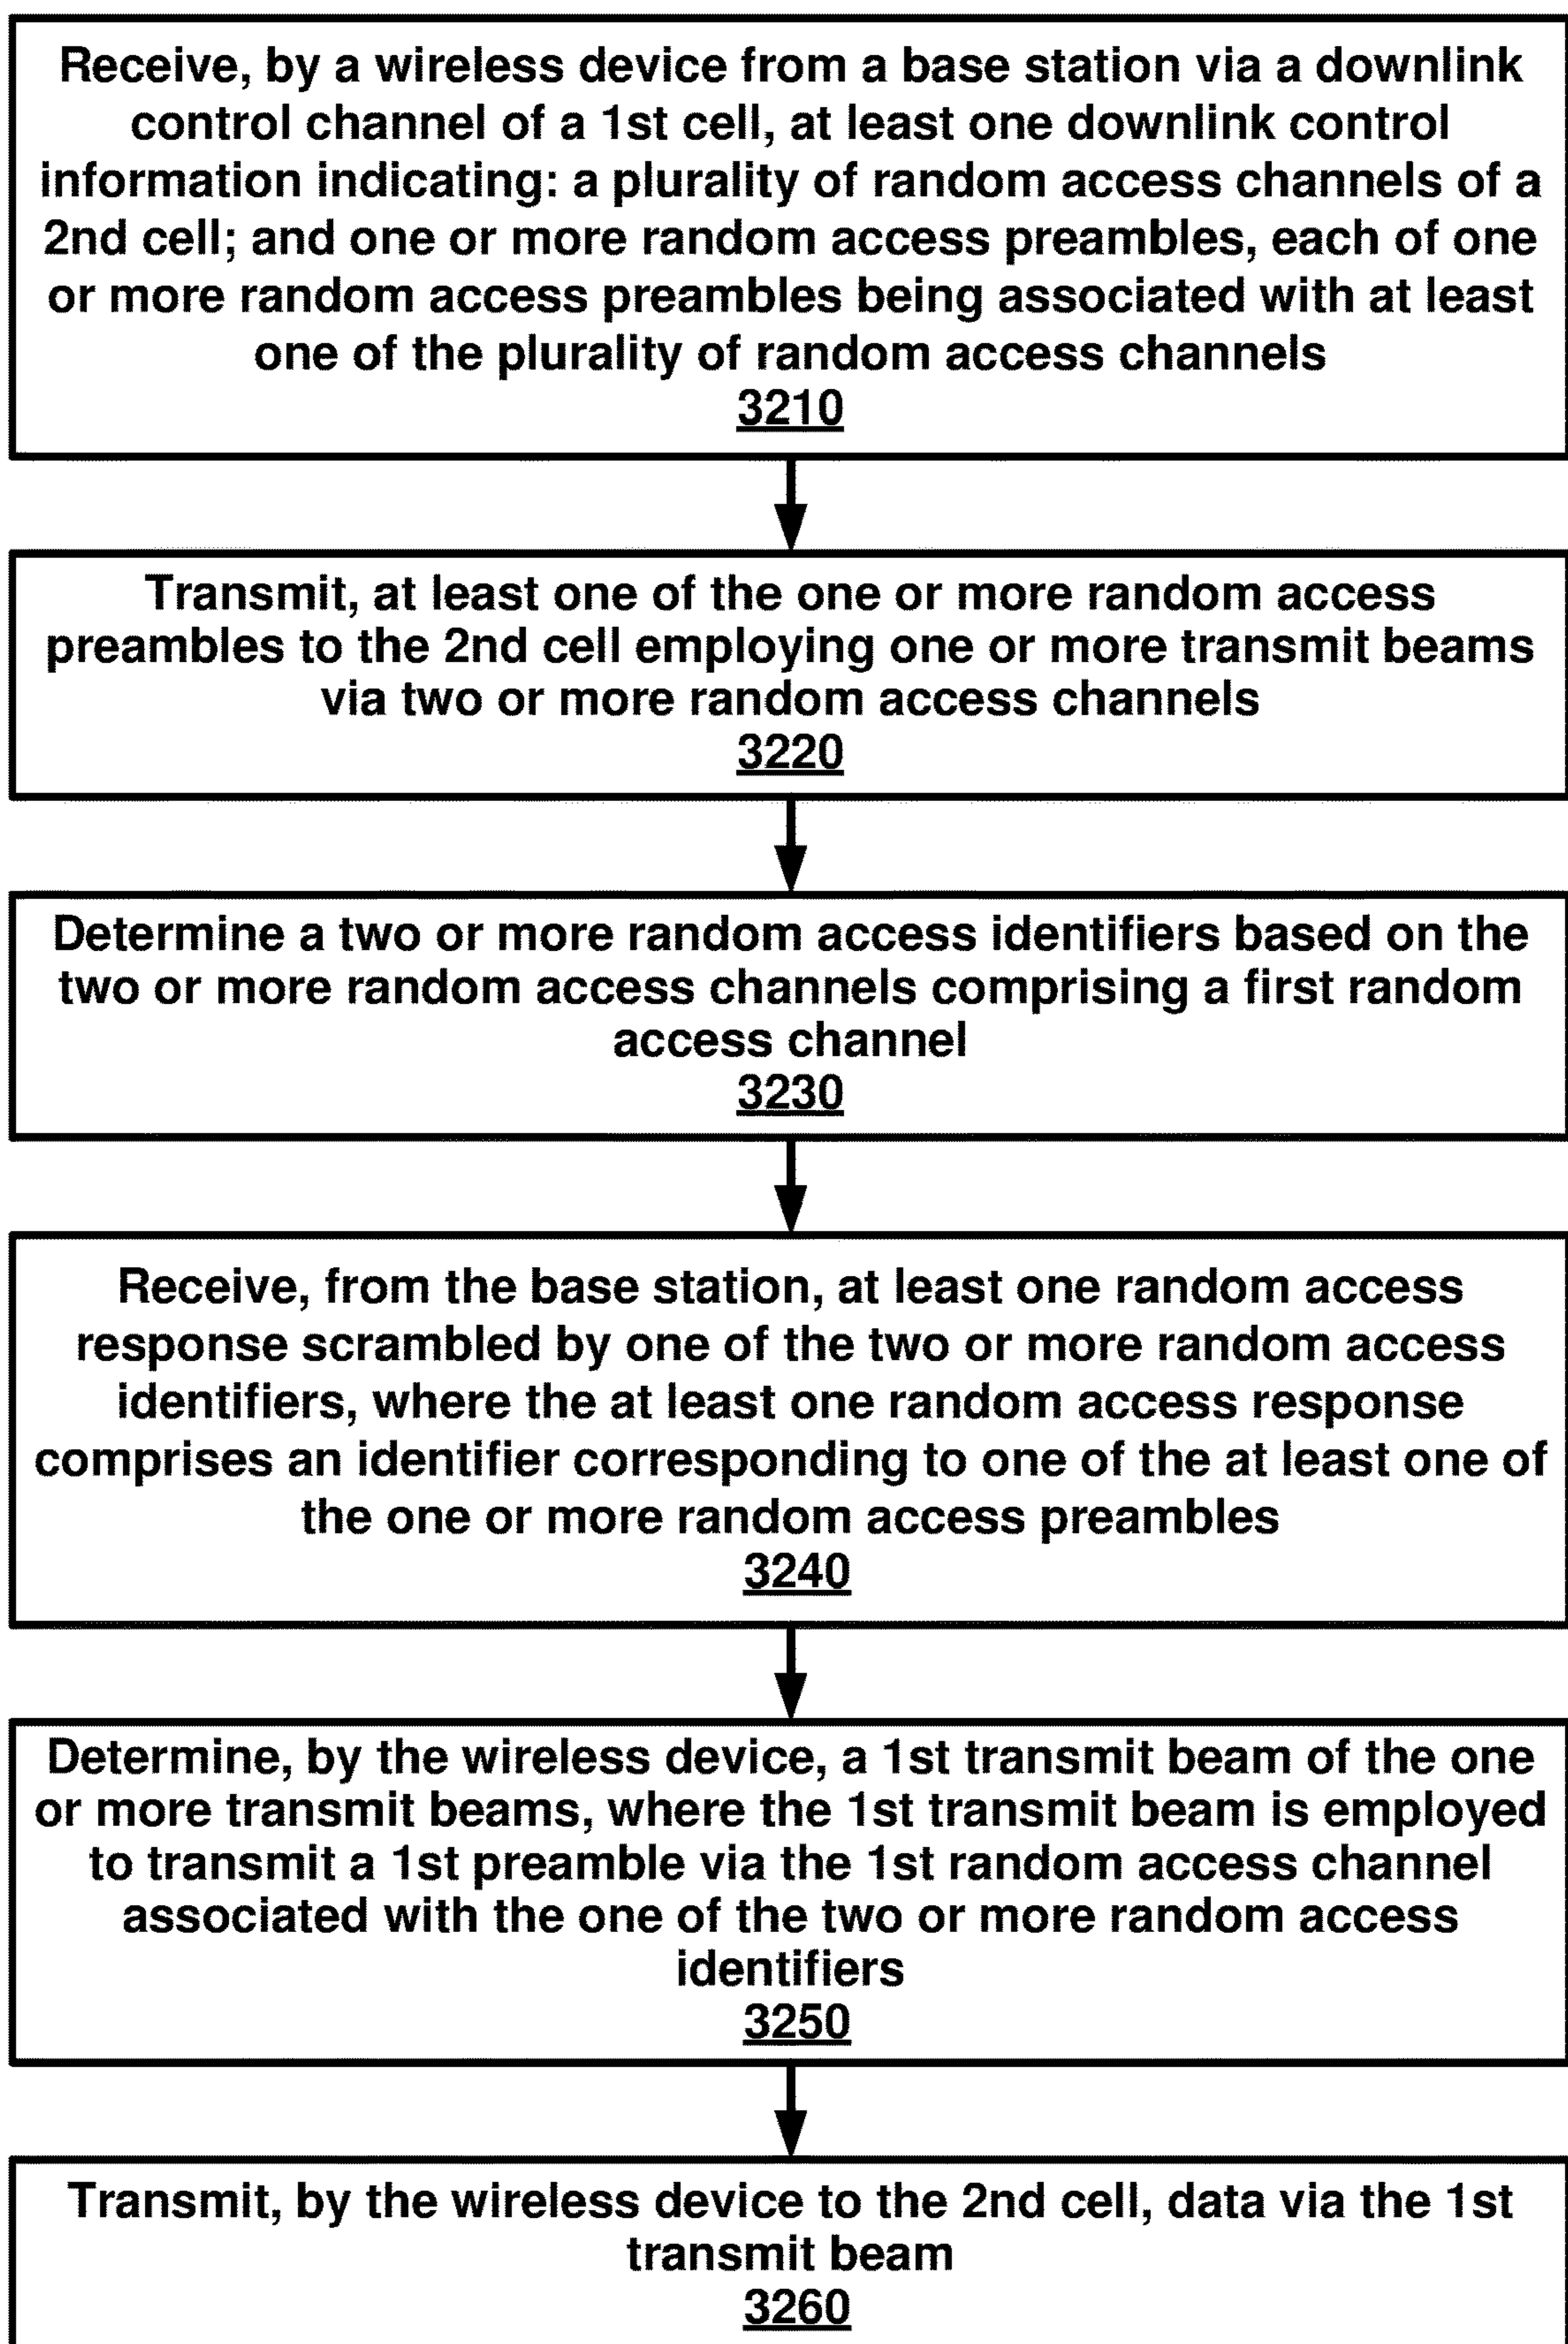 Receive, by a wireless device from a base station via a downlink
control channel of a 1st cell, at least one downlink control
information indicating: a plurality of random access channels of a
2nd cell; and one or more random access preambles, each of one
or more random access preambles being associated with at least
one of the plurality of random access channels
3210
Transmit, at least one of the one or more random access
preambles to the 2nd cell employing one or more transmit beams
via two or more random access channels
3220
Determine a two or more random access identifiers based on the
two or more random access channels comprising a first random
access channel
3230
Receive, from the base station, at least one random access
response scrambled by one of the two or more random access
identifiers, where the at least one random access response
comprises an identifier corresponding to one of the at least one of
the one or more random access preambles
3240
Determine, by the wireless device, a 1st transmit beam of the one
or more transmit beams, where the 1st transmit beam is employed
to transmit a 1st preamble via the 1st random access channel
associated with the one of the two or more random access
identifiers
3250
Transmit, by the wireless device to the 2nd cell, data via the 1st
transmit beam
3260